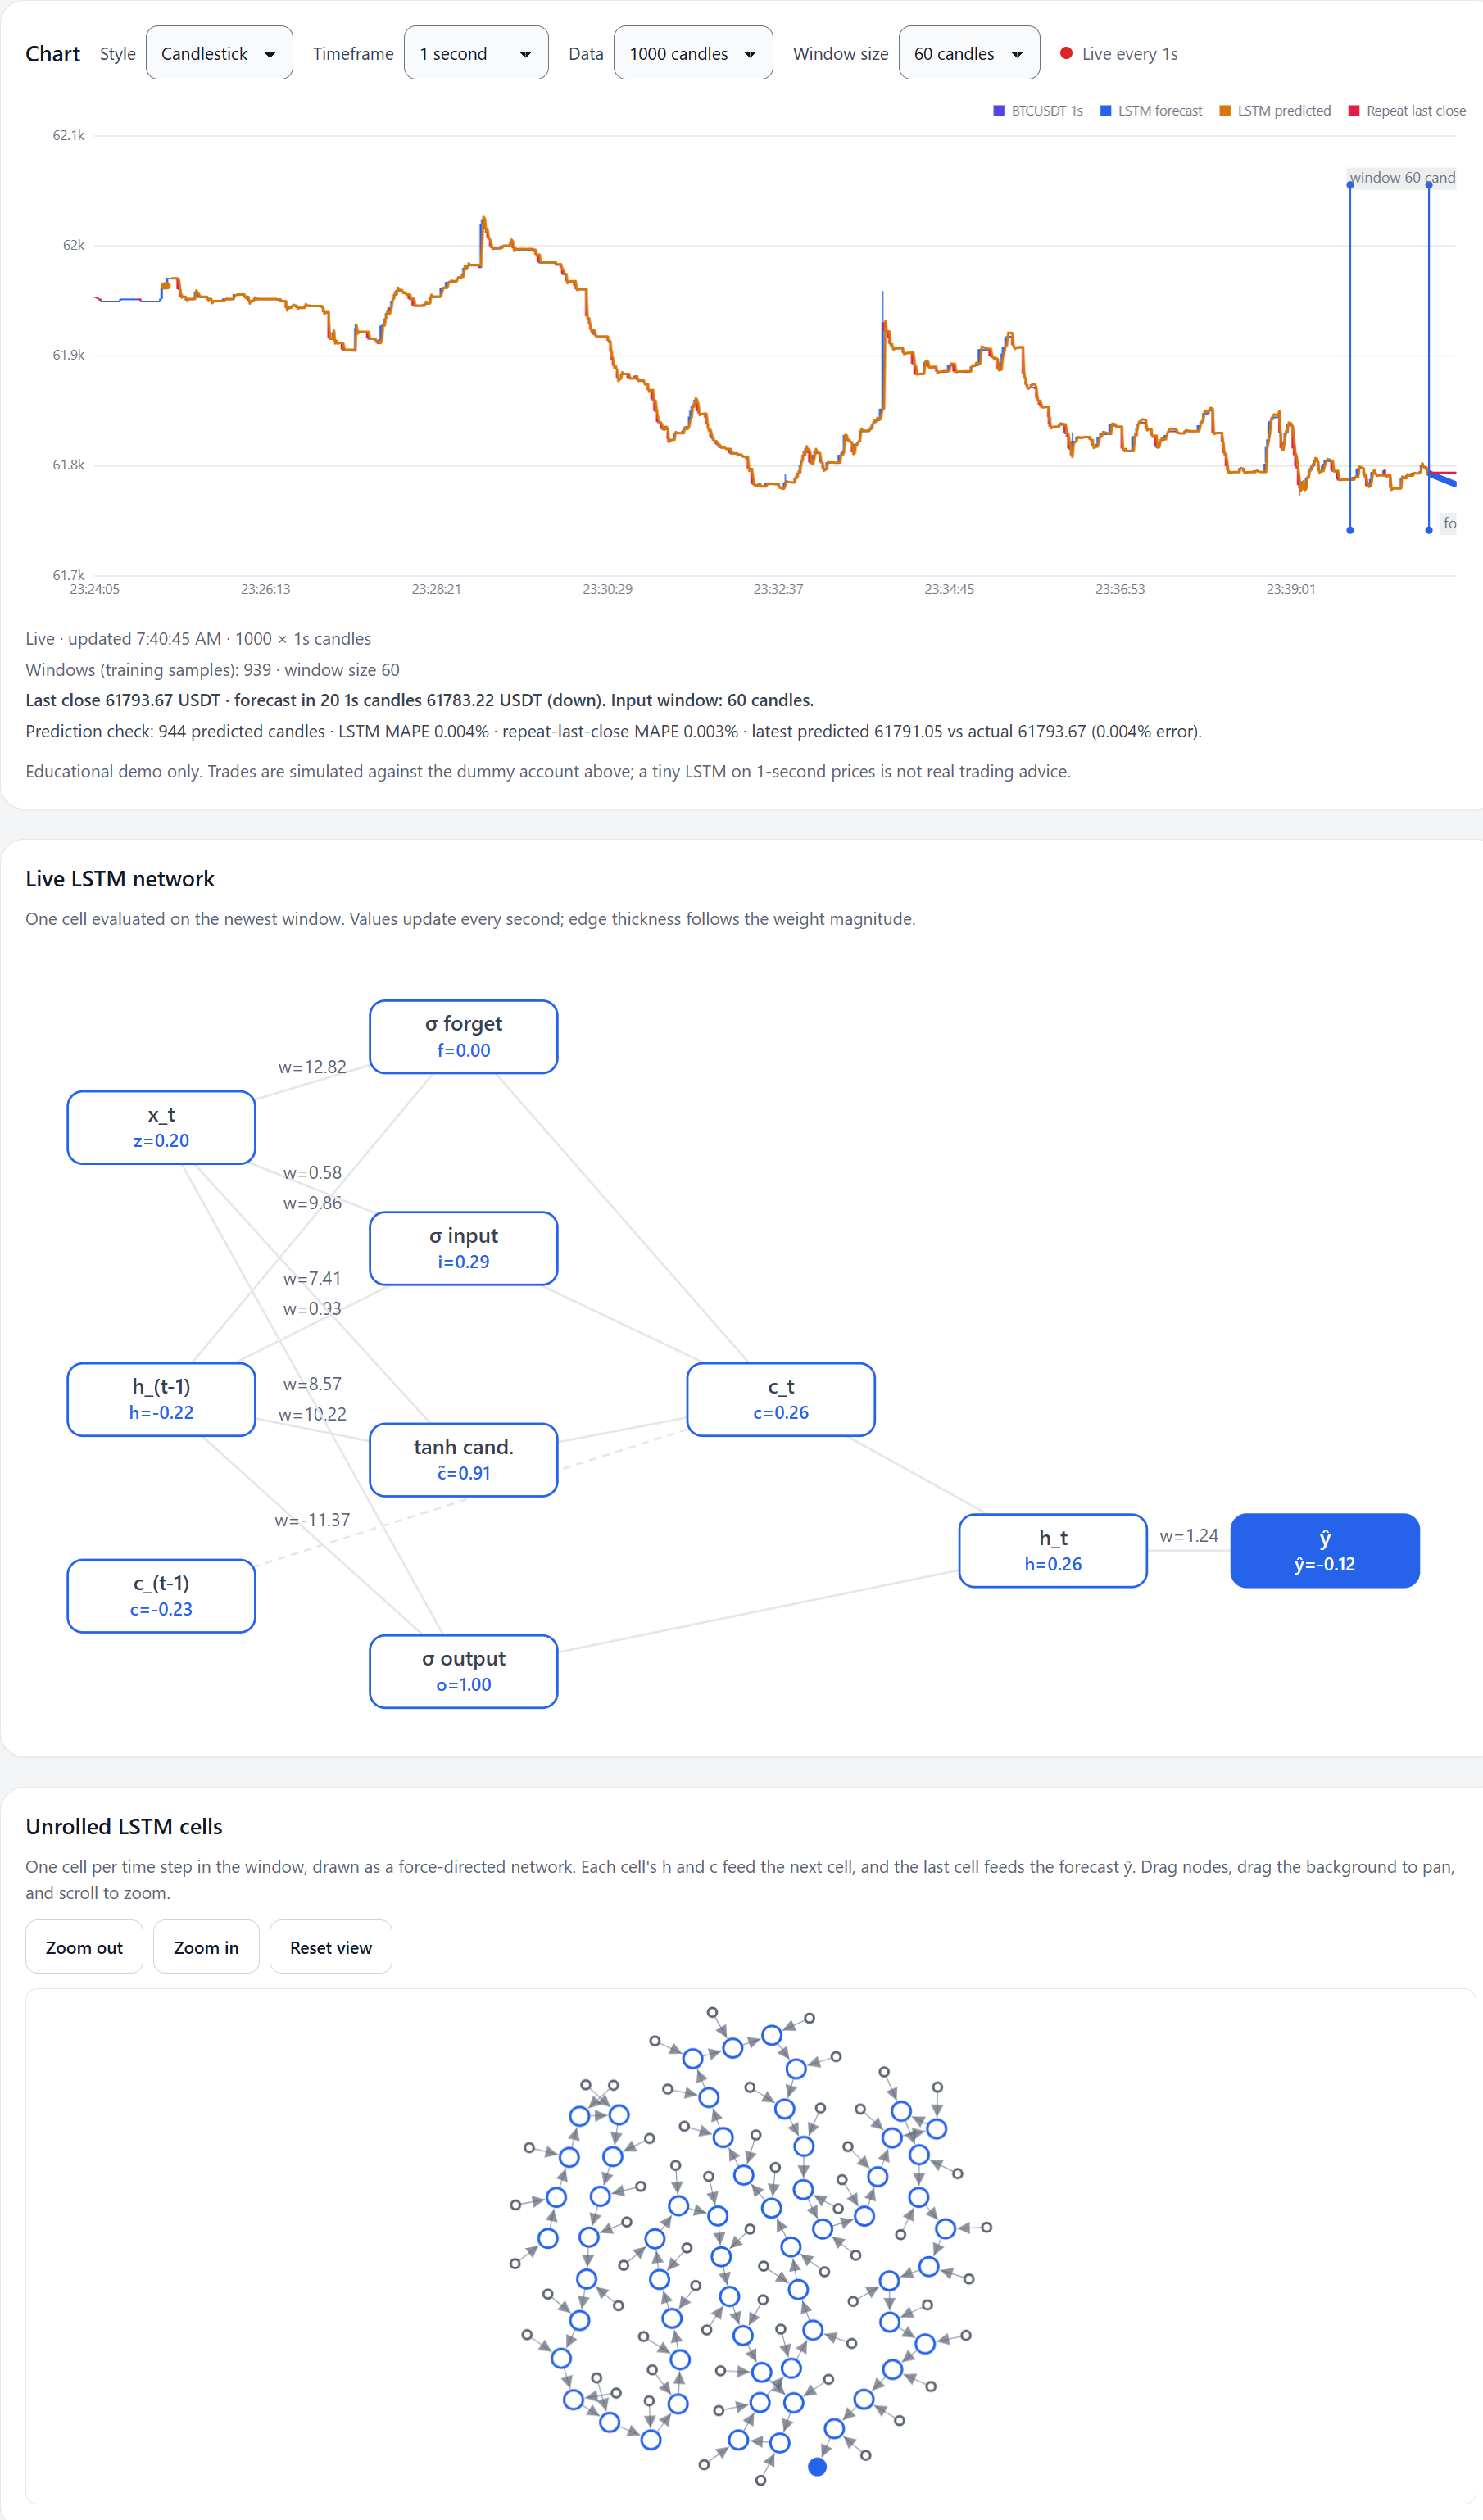 Chart Style Candlestick Timeframe 1 second Data 1000 candles Window size 60 candles Live every 1s
BTCUSDT 1s LSTM forecast LSTM predicted Repeat last close
62.1k
window 60 cand
62k
61.9k
61.8k
fo
61.7k
23:24:05 23:26:13 23:28:21 23:30:29 23:32:37 23:34:45 23:36:53 23:39:01
Live · updated 7:40:45 AM · 1000 × 1s candles
Windows (training samples): 939 · window size 60
Last close 61793.67 USDT · forecast in 20 1s candles 61783.22 USDT (down). Input window: 60 candles.
Prediction check: 944 predicted candles · LSTM MAPE 0.004% · repeat-last-close MAPE 0.003% · latest predicted 61791.05 vs actual 61793.67 (0.004% error).
Educational demo only. Trades are simulated against the dummy account above; a tiny LSTM on 1-second prices is not real trading advice.
Live LSTM network
One cell evaluated on the newest window. Values update every second; edge thickness follows the weight magnitude.
σ forget
f=0.00
w=12.82
x_t
z=0.20
w=0.58
w=9.86
σ input
i=0.29
w=7.41
w=0.93
h_(t-1)
h=-0.22
w=8.57
w=10.22
c_t
c=0.26
tanh cand.
c̃=0.91
w=-11.37
c_(t-1)
c=-0.23
h_t
h=0.26
w=1.24
ŷ
ŷ=-0.12
σ output
o=1.00
Unrolled LSTM cells
One cell per time step in the window, drawn as a force-directed network. Each cell's h and c feed the next cell, and the last cell feeds the forecast ŷ. Drag nodes, drag the background to pan,
and scroll to zoom.
Zoom out Zoom in Reset view